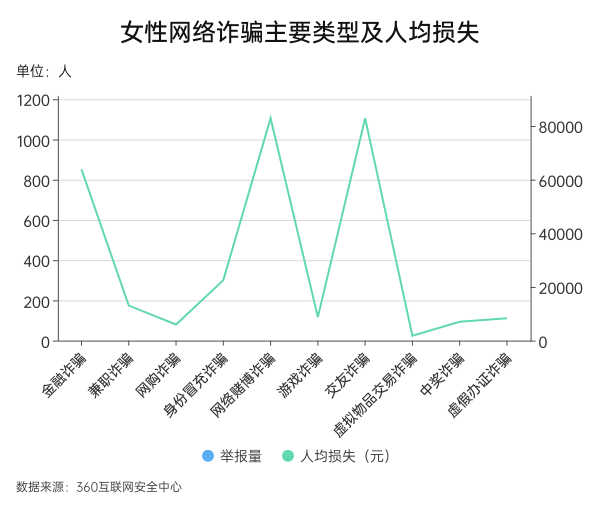 女性网络诈骗主要类型及人均损失
单位：人
1200
1000
800
600
400
200
0
80000
60000
40000
20000
0
金融诈骗
兼职诈骗
网购诈骗
身份冒充诈骗
网络赌博诈骗
游戏诈骗
交友诈骗
虚拟物品交易诈骗
中奖诈骗
虚假办证诈骗
举报量 人均损失（元）
数据来源：360互联网安全中心